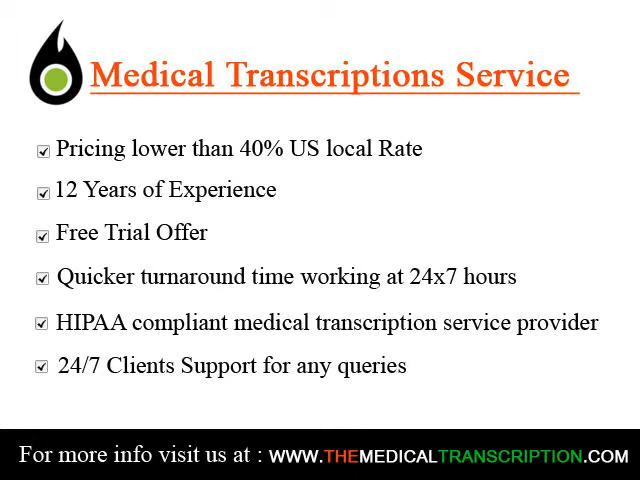 Medical Transcriptions Service
Pricing lower than 40% US local Rate
12 Years of Experience
Free Trial Offer
Quicker turnaround time working at 24x7 hours
HIPAA compliant medical transcription service provider
24/7 Clients Support for any queries
For more info visit us at : WWW.THEMEDICALTRANSCRIPTION.COM